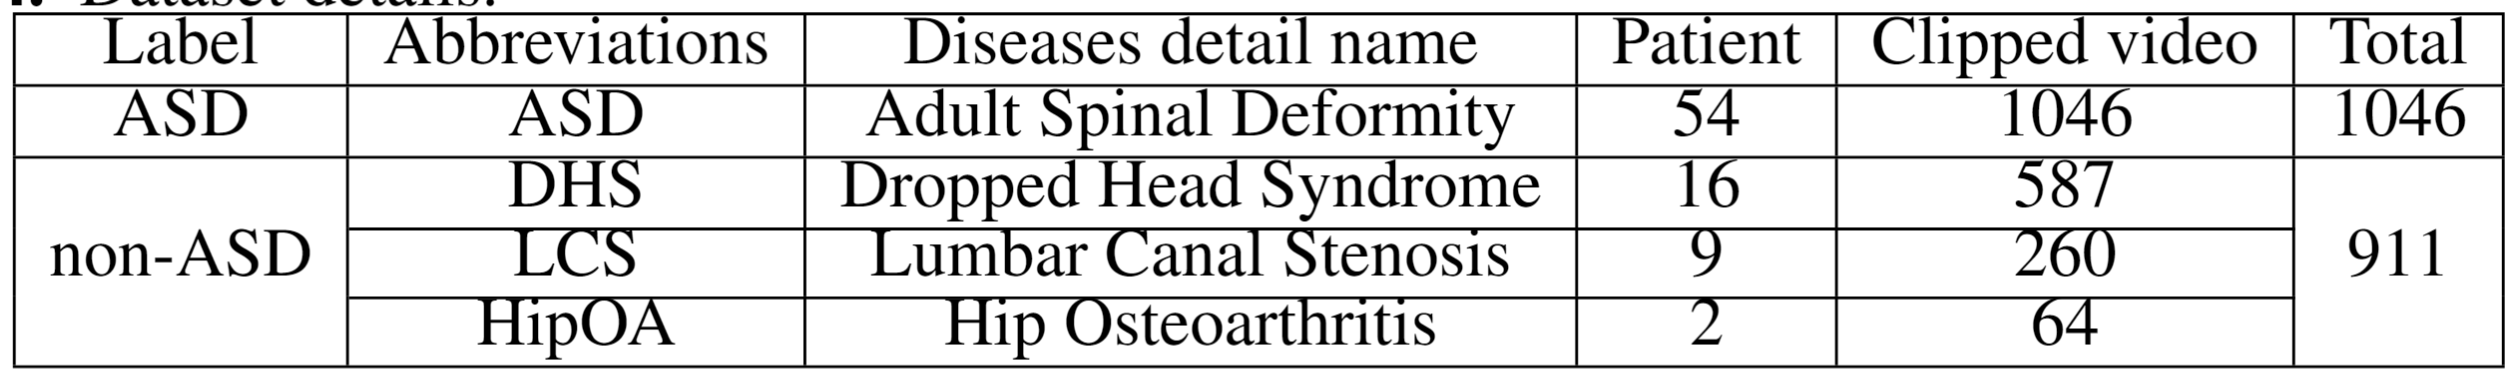 Dataset details.
Label Abbreviations Diseases detail name Patient Clipped video Total
ASD ASD Adult Spinal Deformity 54 1046 1046
DHS Dropped Head Syndrome 16 587
non-ASD LCS Lumbar Canal Stenosis 9 260 911
HipOA Hip Osteoarthritis 2 64